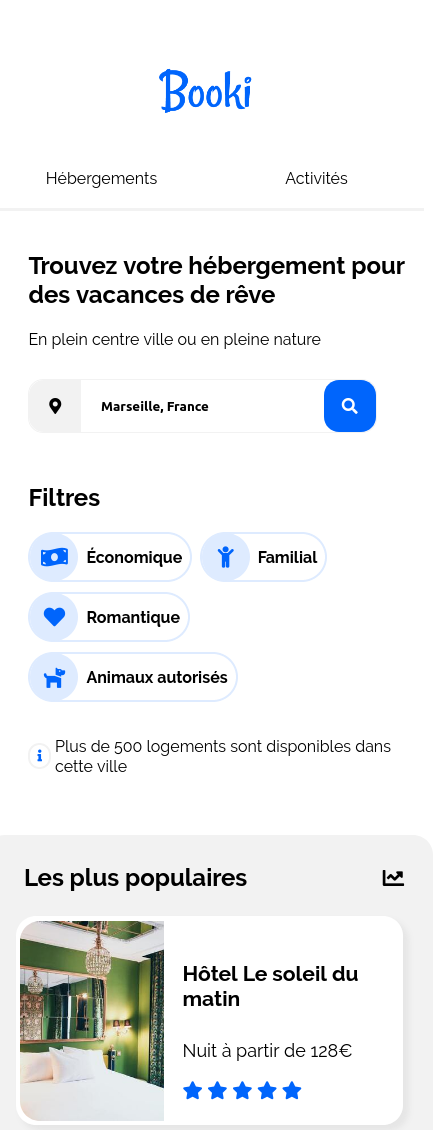 Booki
Hébergements
Activités
Trouvez votre hébergement pour
des vacances de rêve
En plein centre ville ou en pleine nature
Marseille, France
Filtres
Économique
Familial
Romantique
Animaux autorisés
Plus de 500 logements sont disponibles dans
cette ville
Les plus populaires
Hôtel Le soleil du
matin
Nuit à partir de 128€